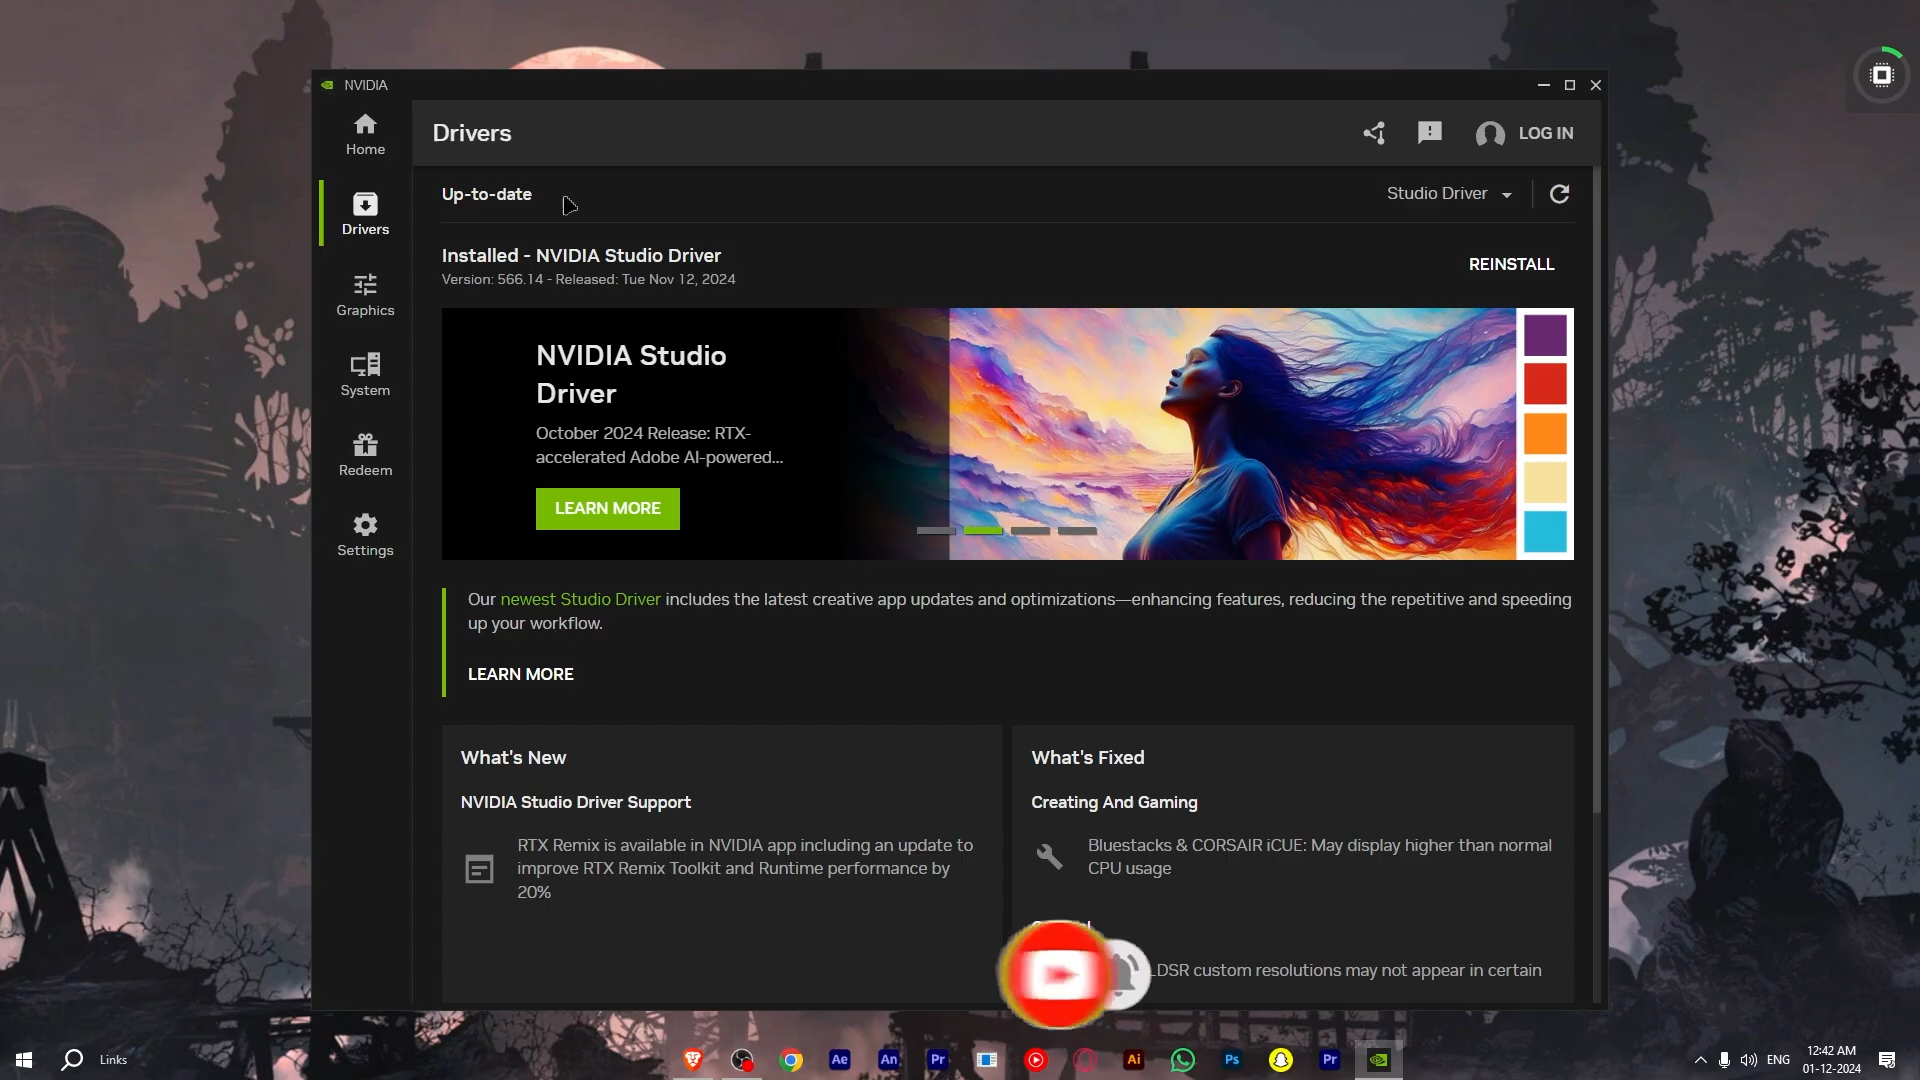 NVIDIA
Home
Drivers
Graphics
System
Redeem
Settings
Drivers
LOG IN
Up-to-date
Studio Driver
Installed - NVIDIA Studio Driver
Version: 566.14 - Released: Tue Nov 12, 2024
REINSTALL
NVIDIA Studio
Driver
October 2024 Release: RTX-
accelerated Adobe AI-powered...
LEARN MORE
Our newest Studio Driver includes the latest creative app updates and optimizations—enhancing features, reducing the repetitive and speeding
up your workflow.
LEARN MORE
What's New
NVIDIA Studio Driver Support
RTX Remix is available in NVIDIA app including an update to
improve RTX Remix Toolkit and Runtime performance by
20%
What's Fixed
Creating And Gaming
Bluestacks & CORSAIR iCUE: May display higher than normal
CPU usage
LDSR custom resolutions may not appear in certain
Links
Ae
An
Pr
Ai
Ps
Pr
ENG
12:42 AM
01-12-2024